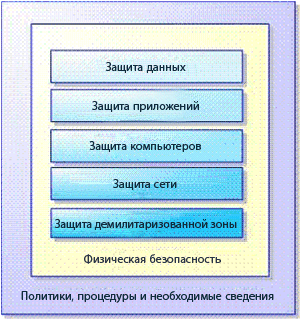 Защита данных
Защита приложений
Защита компьютеров
Защита сети
Защита демилитаризованной зоны
Физическая безопасность
Политики, процедуры и необходимые сведения